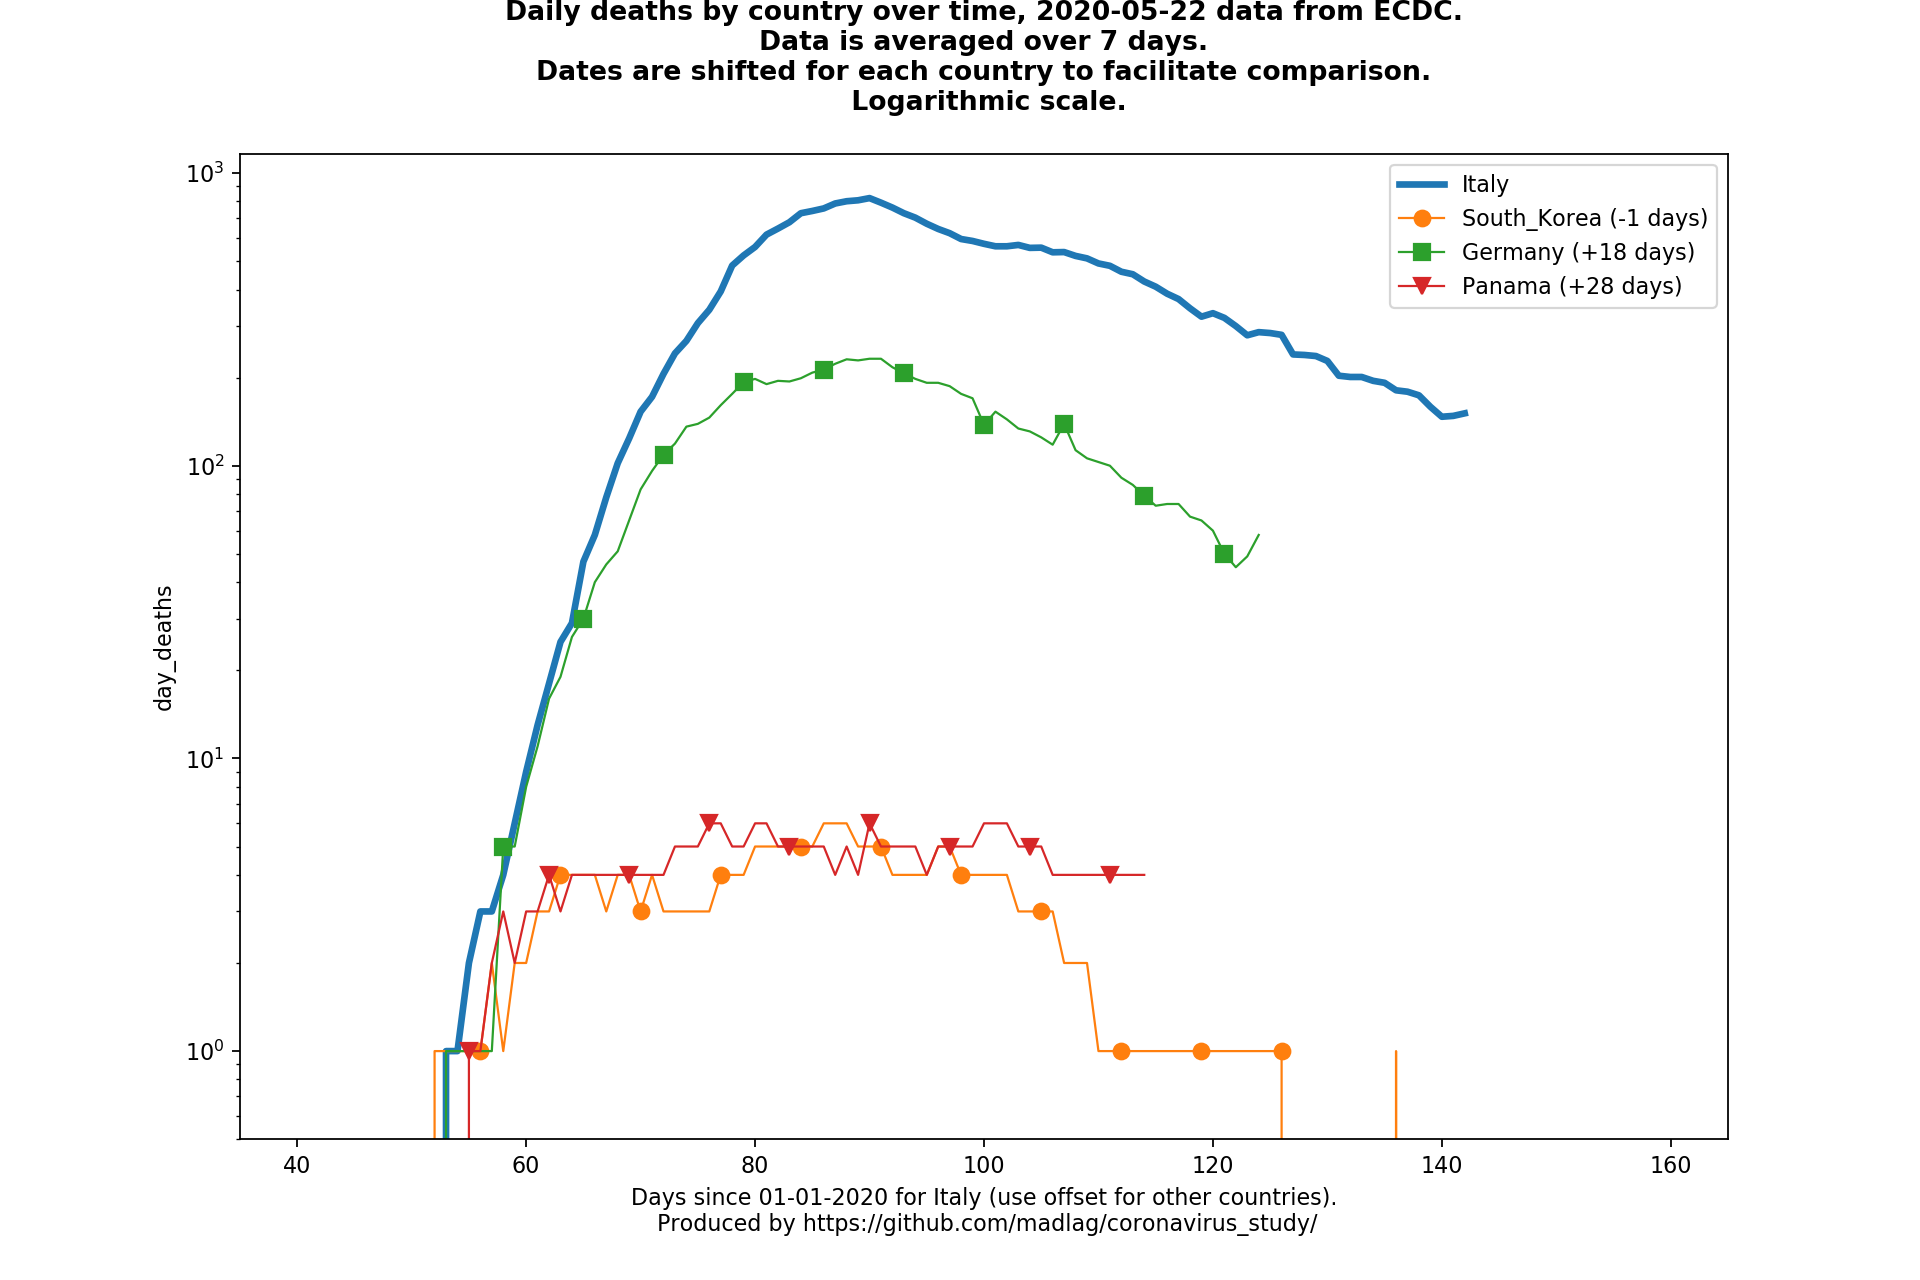 Daily deaths by country over time, 2020-05-22 data from ECDC.
Data is averaged over 7 days.
Dates are shifted for each country to facilitate comparison.
Logarithmic scale.
10³
10²
10¹
10⁰
day_deaths
Italy
South_Korea (-1 days)
Germany (+18 days)
Panama (+28 days)
40 60 80 100 120 140 160
Days since 01-01-2020 for Italy (use offset for other countries).
Produced by https://github.com/madlag/coronavirus_study/